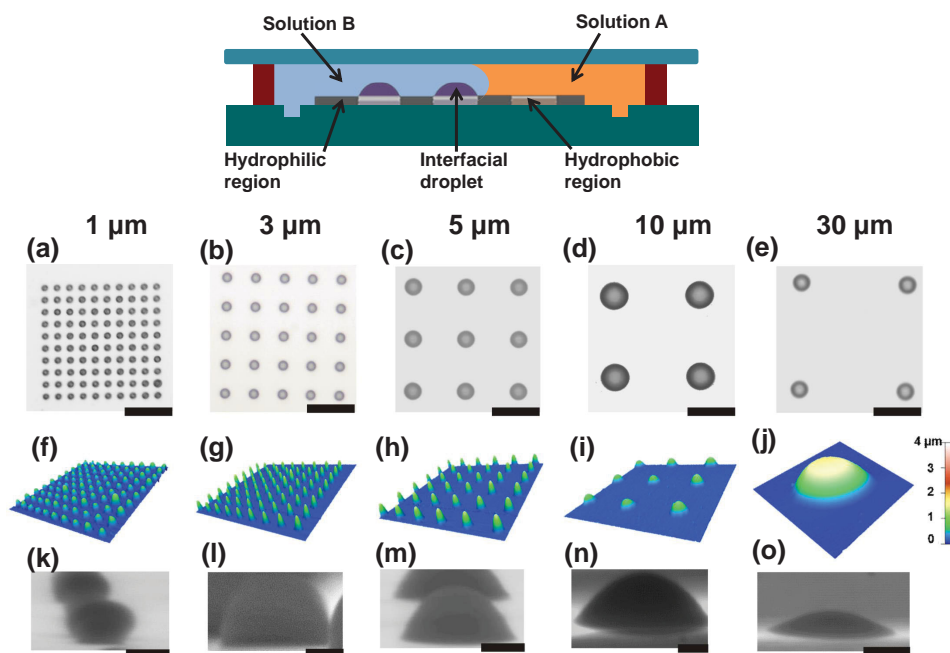 Solution B
Solution A
Hydrophilic
region
Interfacial
droplet
Hydrophobic
region
1 µm
3 µm
5 µm
10 µm
30 µm
(a)
(b)
(c)
(d)
(e)
(f)
(g)
(h)
(i)
(j)
4 µm
3
2
1
0
(k)
(l)
(m)
(n)
(o)